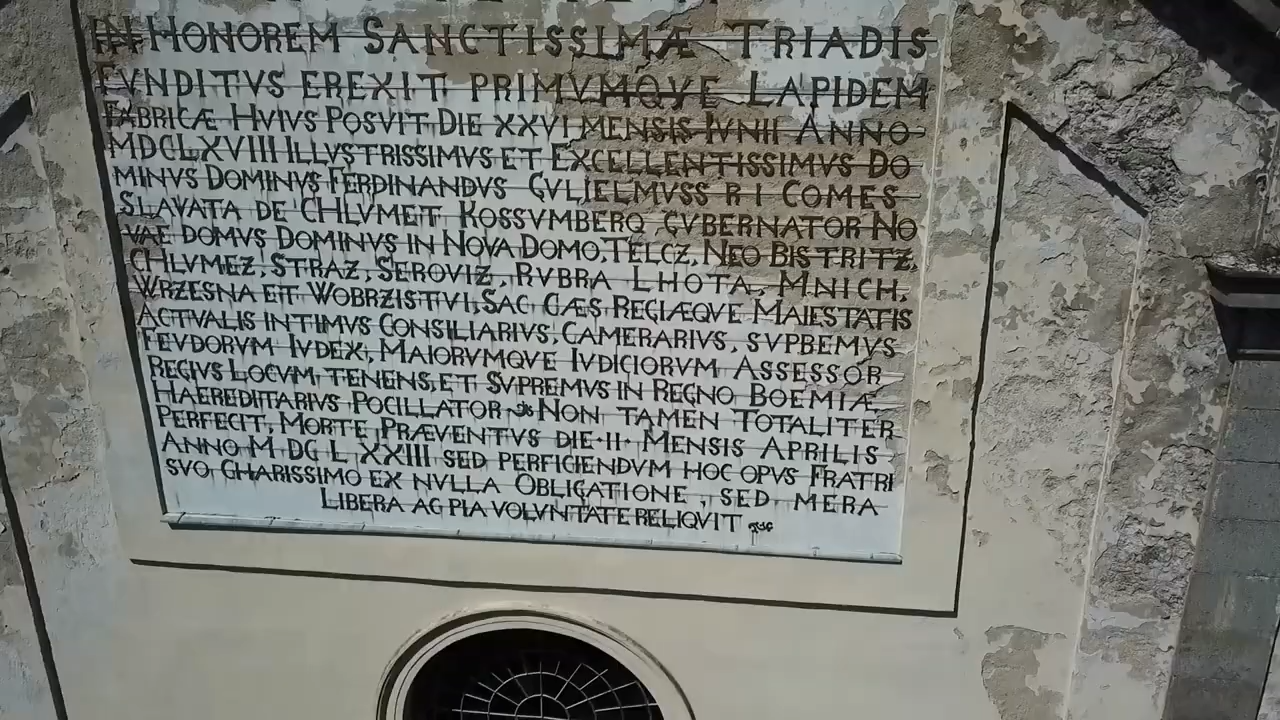 IN HONOREM SANCTISSIMÆ TRIADIS
FVNDITVS EREXIT PRIMVMQVE LAPIDEM
FABRICÆ HVIVS POSVIT DIE XXVI MENSIS IVNII ANNO
MDCLXVIII ILLVSTRISSIMVS ET EXCELLENTISSIMVS DO
MINVS DOMINVS FERDINANDVS GVLIELMVSS R I COMES
SLAVATA DE CHLVMETT KOSSVMBERG, GVBERNATOR NO
VAE DOMVS DOMINVS IN NOVA DOMO, TELCZ, NEO BISTRITZ,
CHLVMEZ, STRAZ, SEROVIZ, RVBRA LHOTA, MNICH,
WRZESNA ETT WOBRZISTIVI, SAC. CÆS. REGIÆQVE MAIESTATIS
ACTIVALIS INTIMVS CONSILIARIVS, CAMERARIVS, SVPBEMVS
FEVDORVM IVDEX, MAIORVMQVE IVDICIORVM ASSESSOR
REGIVS LOCVM TENENS, ET SVPREMVS IN REGNO BOEMIÆ
HAEREDITTARIVS POCILLATOR NON TAMEN TOTALITER
PERFECIT, MORTE PRÆVENTVS DIE·II· MENSIS APRILIS
ANNO M.DC L XXIII SED PERFICIENDVM HOC OPVS FRATRI
SVO, CHARISSIMO EX NVLLA OBLIGATIONE, SED MERA
LIBERA AC PIA VOLVNTATE RELIQVIT